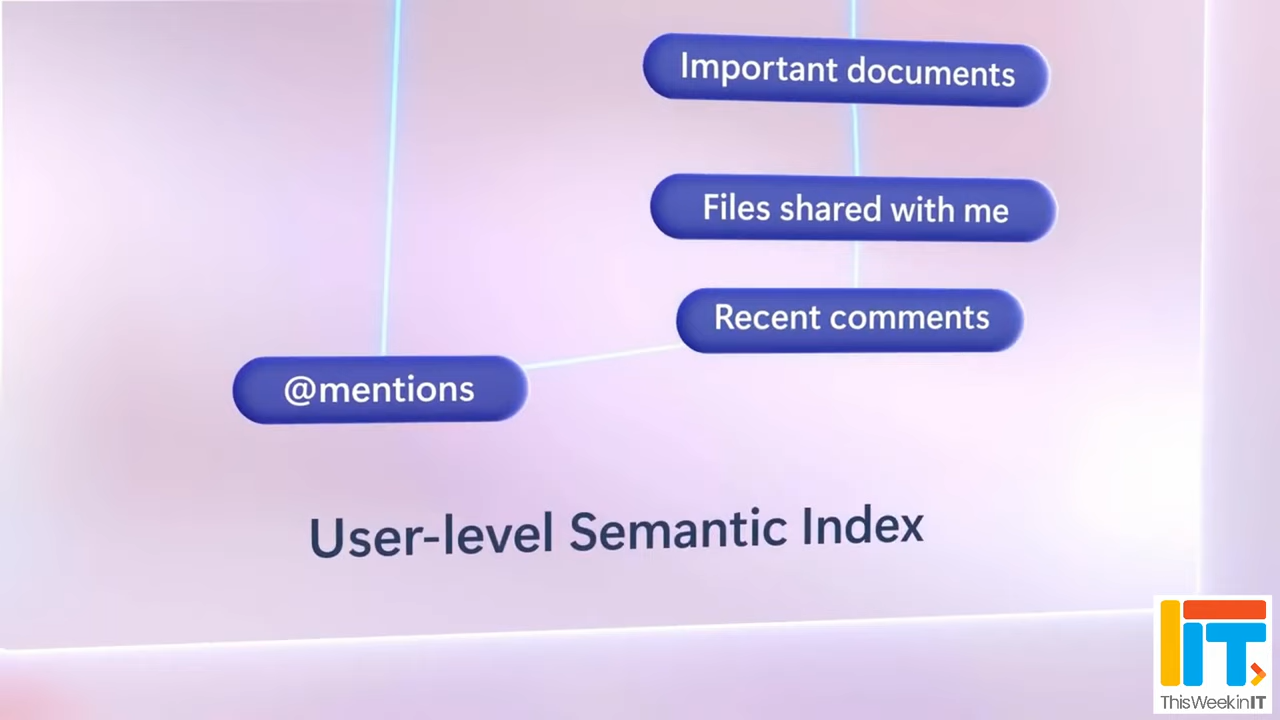 Important documents
Files shared with me
Recent comments
@mentions
User-level Semantic Index
IT
ThisWeekinIT